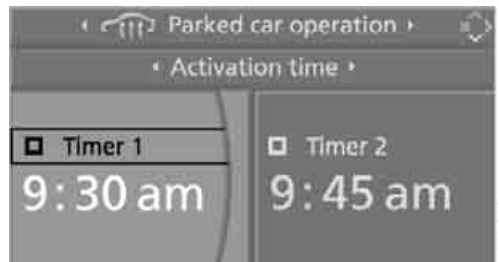 Parked car operation
Activation time
Timer 1
9:30 am
Timer 2
9:45 am